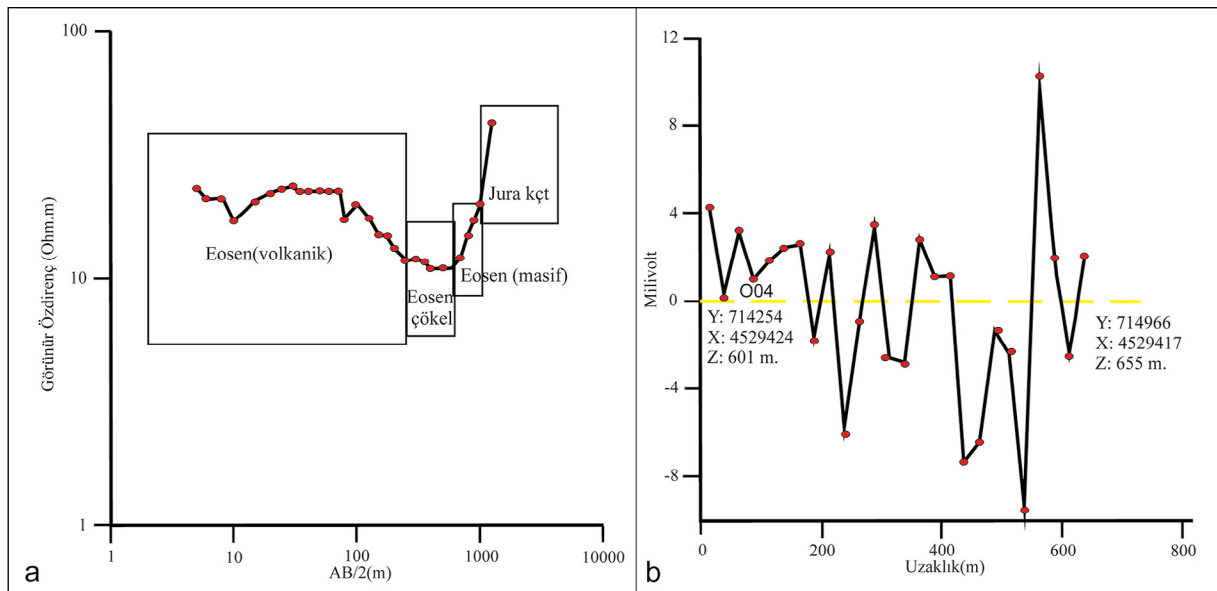 100
10
1
Görünür Özdirenç (Ohm.m)
Eosen(volkanik)
Eosen
çökel
Eosen (masif)
Jura kçt
1
10
100
1000
10000
AB/2(m)
a
12
8
4
0
-4
-8
Milivolt
O04
Y: 714254
X: 4529424
Z: 601 m.
Y: 714966
X: 4529417
Z: 655 m.
0
200
400
600
800
Uzaklık(m)
b